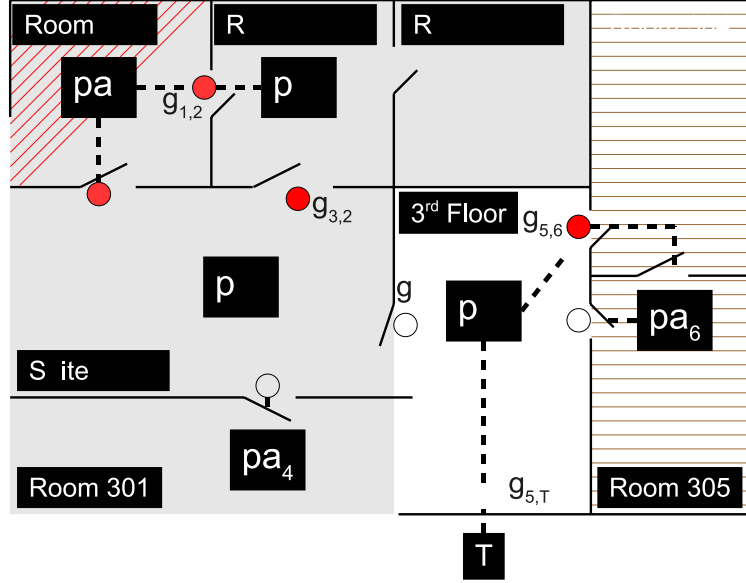 Room
R
R
pa
p
g1,2
g3,2
3rd Floor
g5,6
p
g
p
pa6
S ite
pa4
Room 301
g5,T
Room 305
T